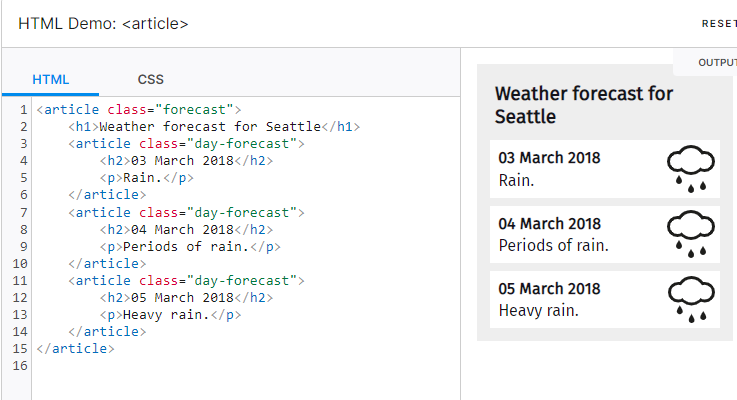 HTML Demo: <article>
RESET
OUTPUT
HTML
CSS
1 <article class="forecast">
2     <h1>Weather forecast for Seattle</h1>
3     <article class="day-forecast">
4         <h2>03 March 2018</h2>
5         <p>Rain.</p>
6     </article>
7     <article class="day-forecast">
8         <h2>04 March 2018</h2>
9         <p>Periods of rain.</p>
10     </article>
11     <article class="day-forecast">
12         <h2>05 March 2018</h2>
13         <p>Heavy rain.</p>
14     </article>
15 </article>
16
Weather forecast for
Seattle
03 March 2018
Rain.
04 March 2018
Periods of rain.
05 March 2018
Heavy rain.